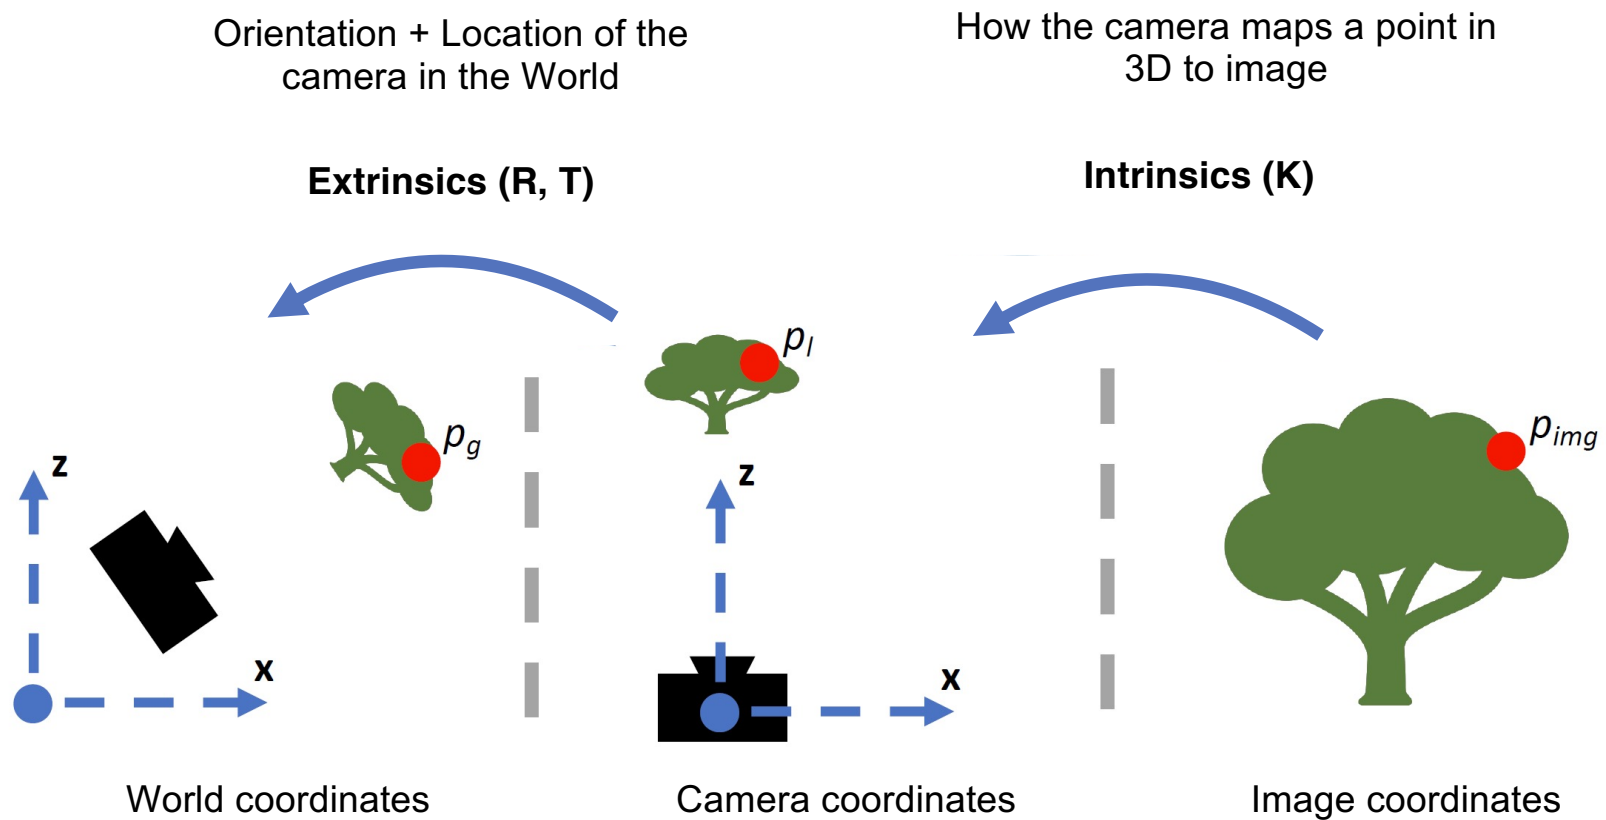 Orientation + Location of the
camera in the World
How the camera maps a point in
3D to image
Extrinsics (R, T)
Intrinsics (K)
p_l
p_g
p_img
z
x
z
x
World coordinates
Camera coordinates
Image coordinates